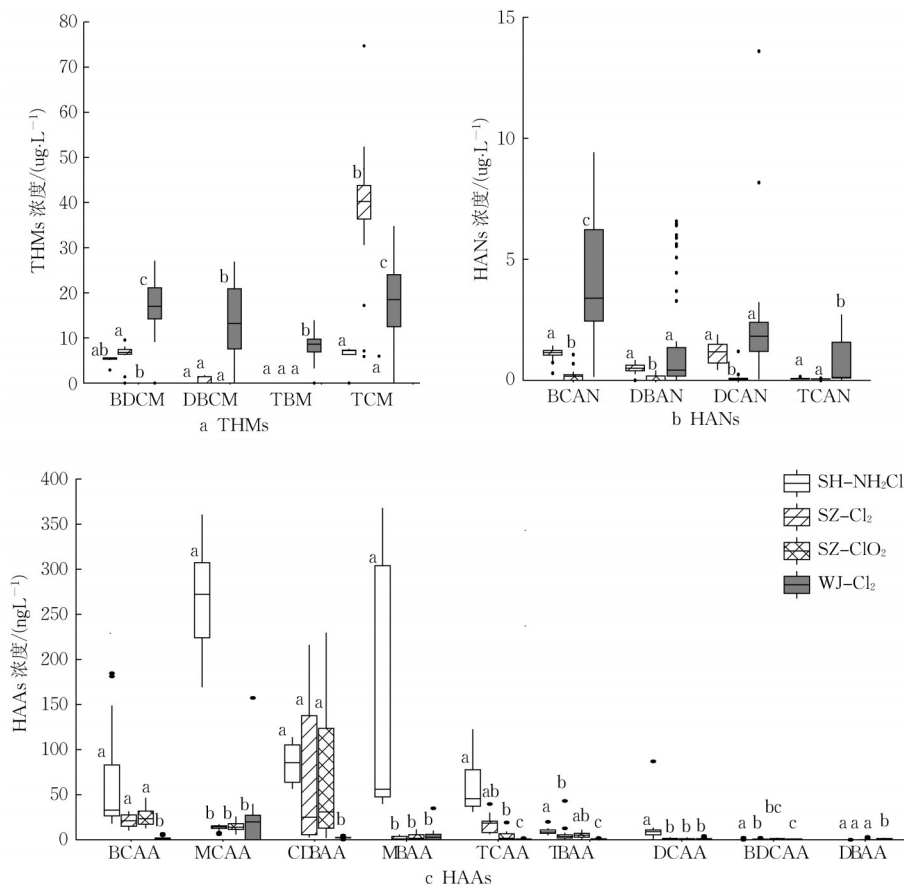 80
70
60
50
40
30
20
10
0
THMs 浓度/(ug·L⁻¹)
ab
a
b
c
a
a
a
b
a
a
a
b
a
b
a
c
BDCM
DBCM
TBM
TCM
a THMs
15
10
5
0
HANs 浓度/(ug·L⁻¹)
a
b
c
a
b
a
a
b
a
a
a
b
BCAN
DBAN
DCAN
TCAN
b HANs
400
350
300
250
200
150
100
50
0
HAAs 浓度/(ngL⁻¹)
SH-NH₂Cl
SZ-Cl₂
SZ-ClO₂
WJ-Cl₂
a
a
a
b
a
b
b
b
a
a
a
b
a
b
b
b
a
ab
b
c
a
b
ab
c
a
b
b
b
a
b
bc
c
a
a
a
b
BCAA
MCAA
CDBAA
MBAA
TCAA
TBAA
DCAA
BDCAA
DBAA
c HAAs